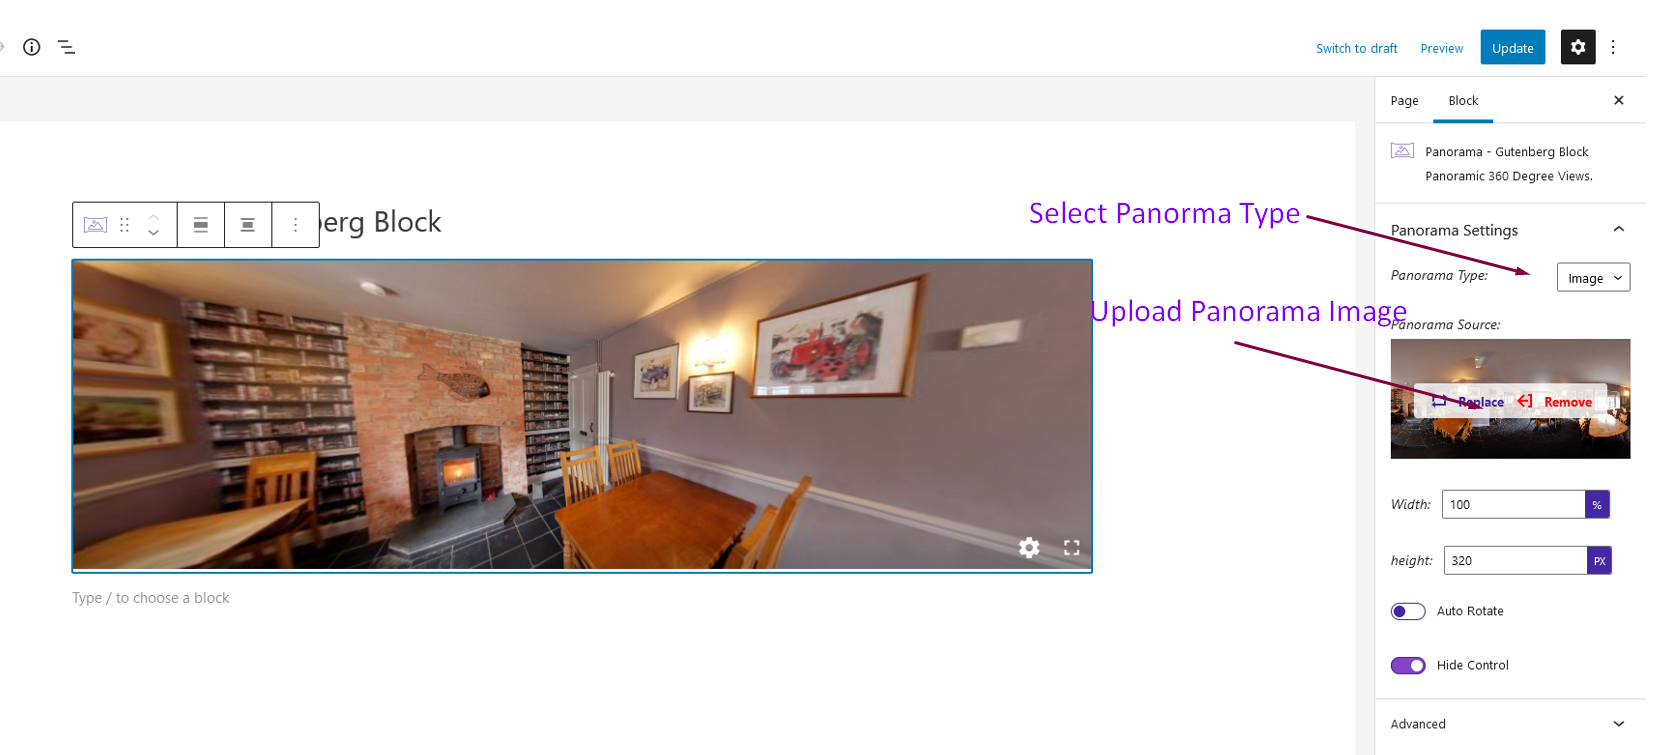 Switch to draft
Preview
Update
Page
Block
Panorama - Gutenberg Block
Panoramic 360 Degree Views.
berg Block
Select Panorma Type
Panorama Settings
Panorama Type:
Image
Upload Panorama Image
Panorama Source:
Replace
Remove
Width:
100
%
height:
320
PX
Auto Rotate
Hide Control
Type / to choose a block
Advanced